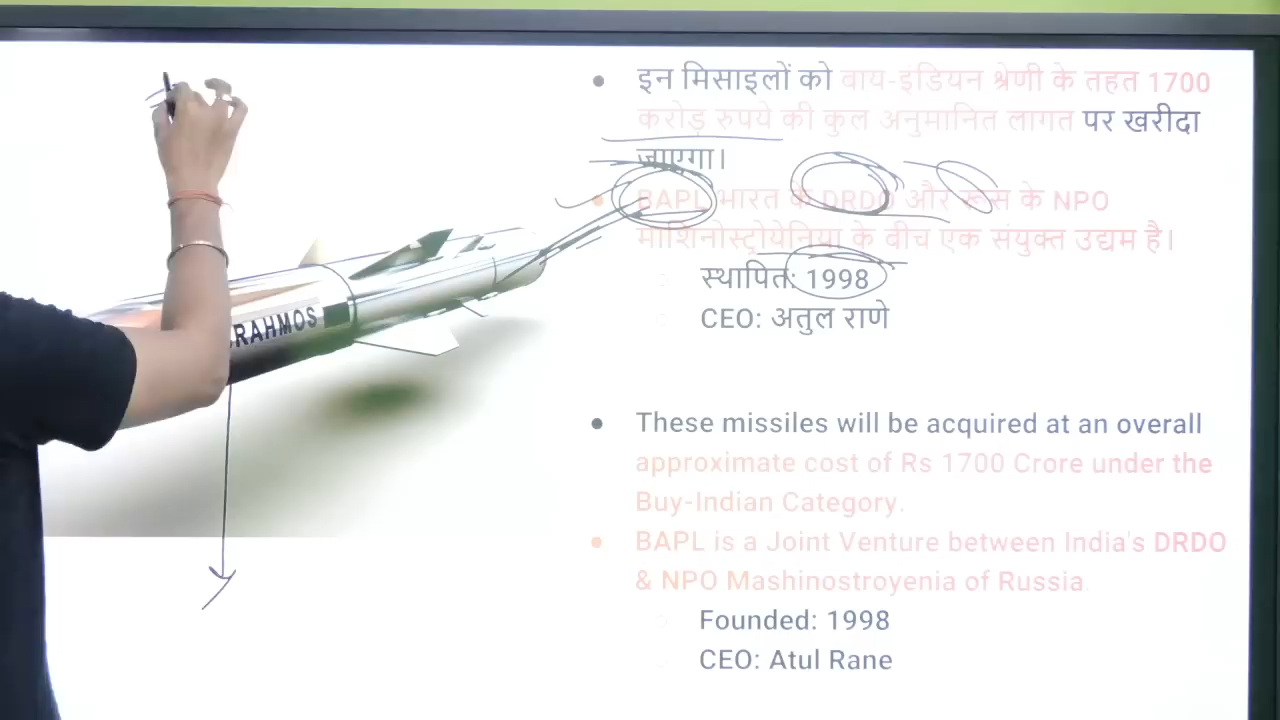 इन मिसाइलों को बाय-इंडियन श्रेणी के तहत 1700
करोड़ रुपये की कुल अनुमानित लागत पर खरीदा
जाएगा।
BAPL भारत के DRDO और रूस के NPO
माशिनोस्ट्रोयेनिया के बीच एक संयुक्त उद्यम है।
स्थापित: 1998
CEO: अतुल राणे
RAHMOS
These missiles will be acquired at an overall
approximate cost of Rs 1700 Crore under the
Buy-Indian Category.
BAPL is a Joint Venture between India's DRDO
& NPO Mashinostroyenia of Russia.
Founded: 1998
CEO: Atul Rane